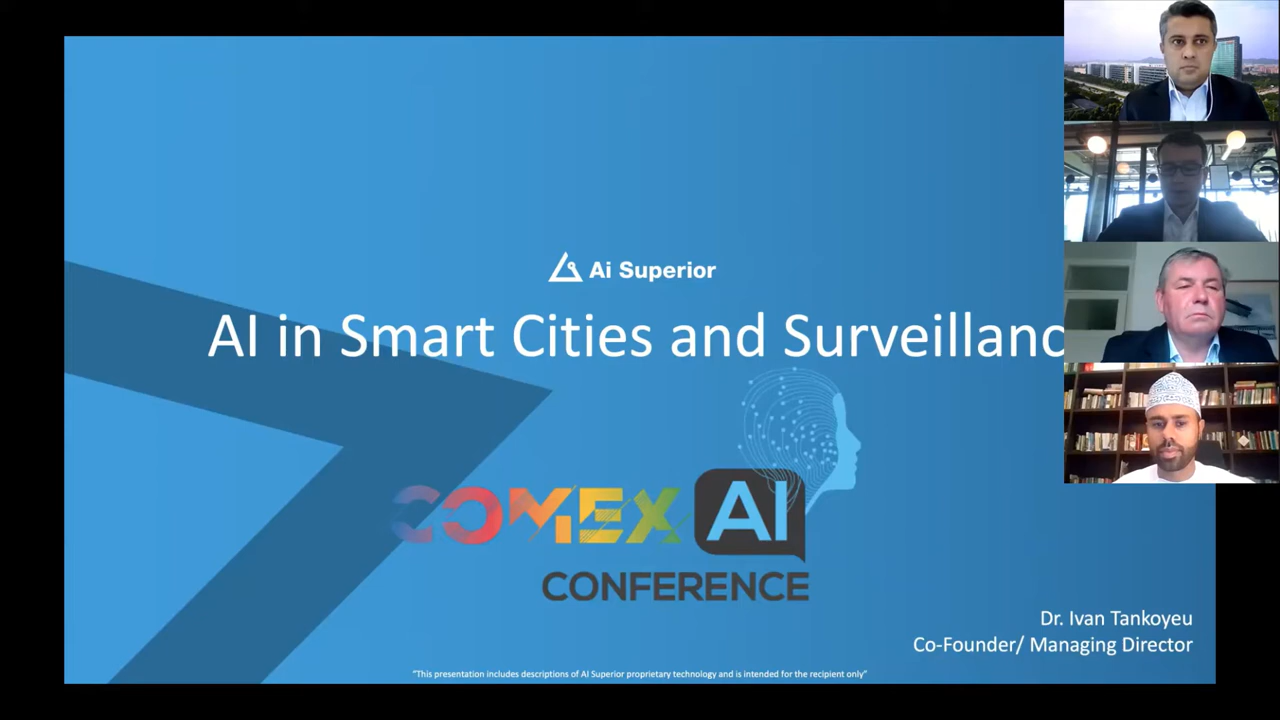 Ai Superior
AI in Smart Cities and Surveillanc
COMEX AI
CONFERENCE
Dr. Ivan Tankoyeu
Co-Founder/ Managing Director
"This presentation includes descriptions of AI Superior proprietary technology and is intended for the recipient only"